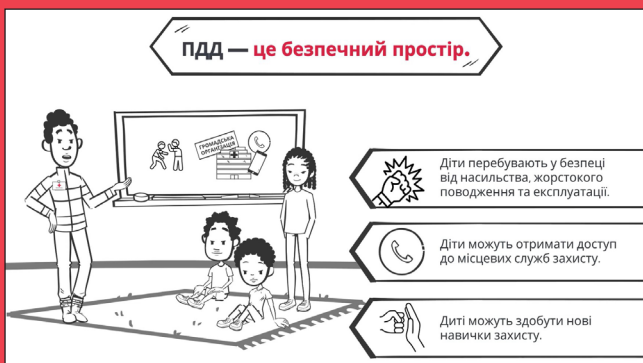 ПДД — це безпечний простір.
ГРОМАДСЬКА
ОРГАНІЗАЦІЯ
Діти перебувають у безпеці
від насильства, жорстокого
поводження та експлуатації.
Діти можуть отримати доступ
до місцевих служб захисту.
Диті можуть здобути нові
навички захисту.